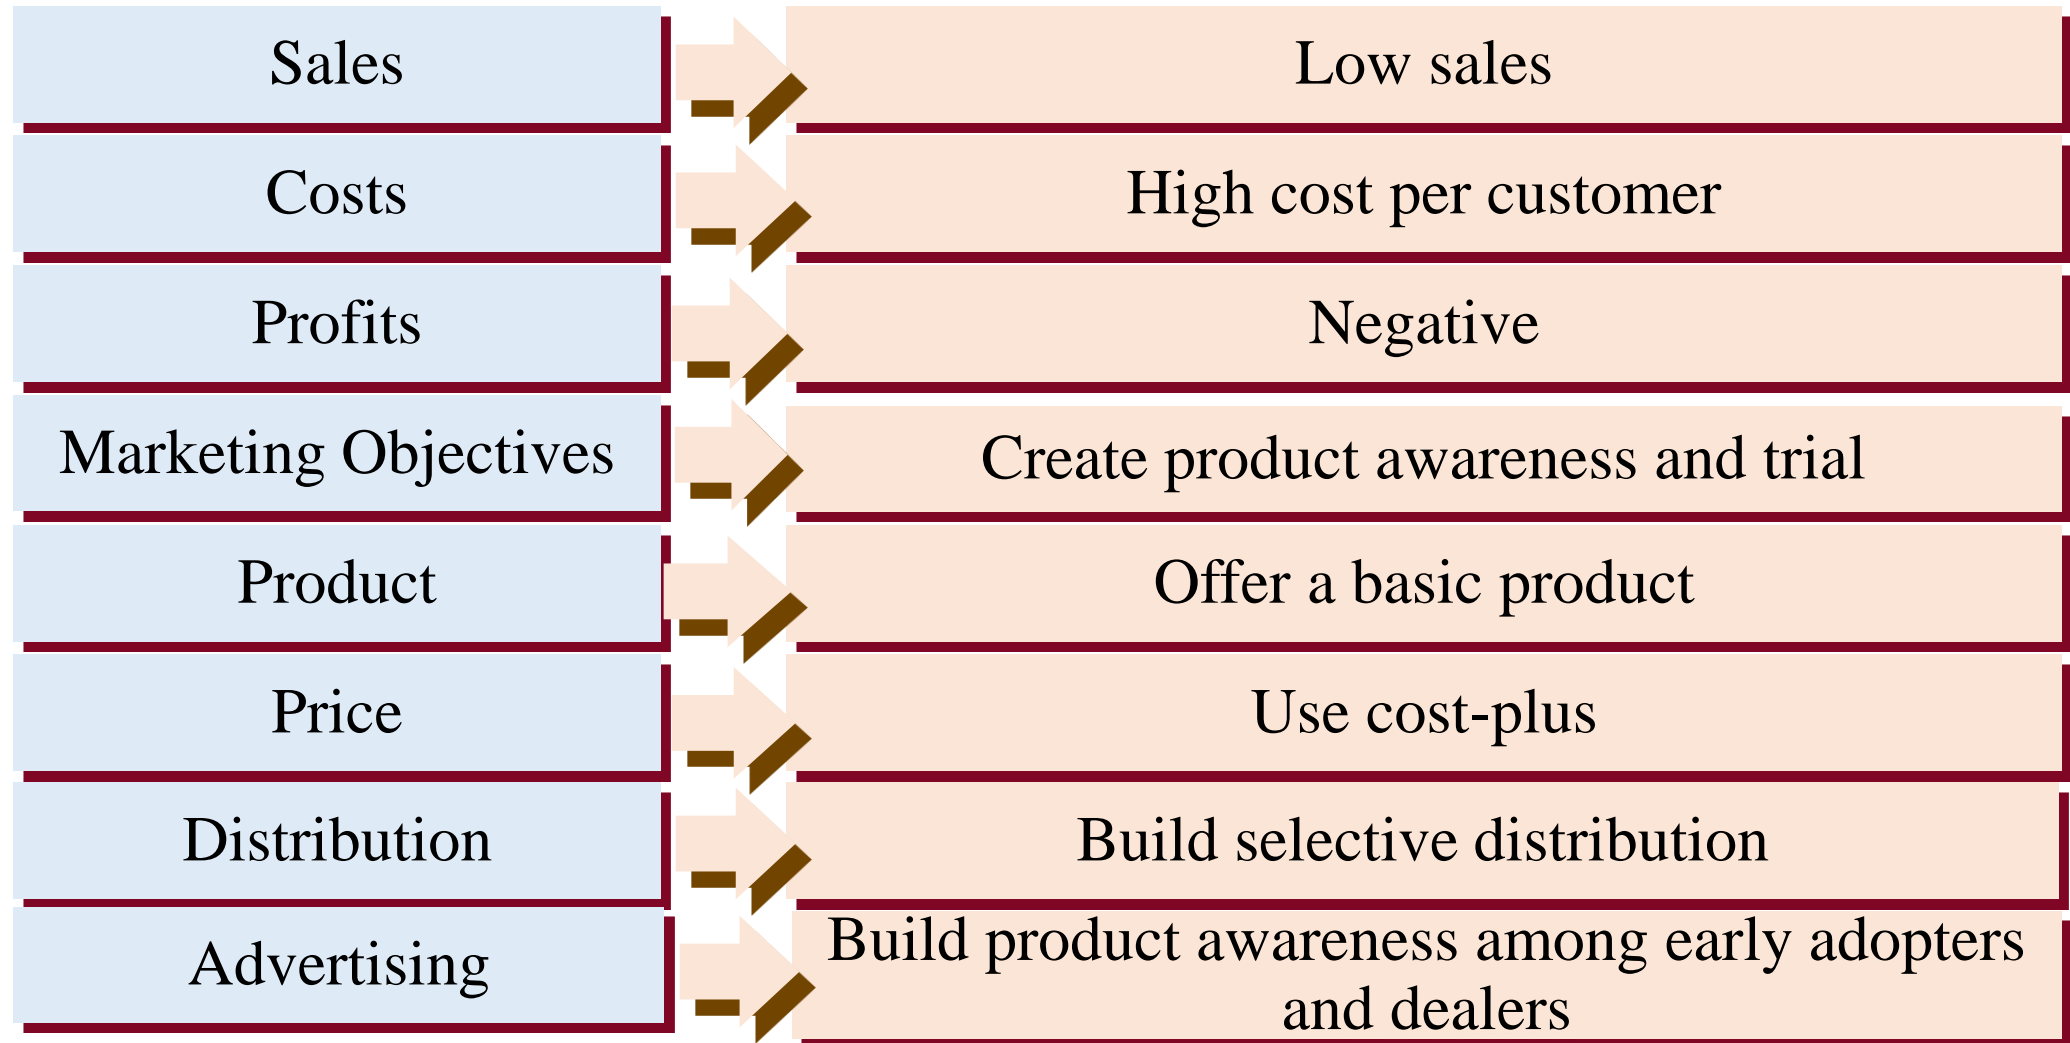 Sales
Low sales
Costs
High cost per customer
Profits
Negative
Marketing Objectives
Create product awareness and trial
Product
Offer a basic product
Price
Use cost-plus
Distribution
Build selective distribution
Advertising
Build product awareness among early adopters
and dealers